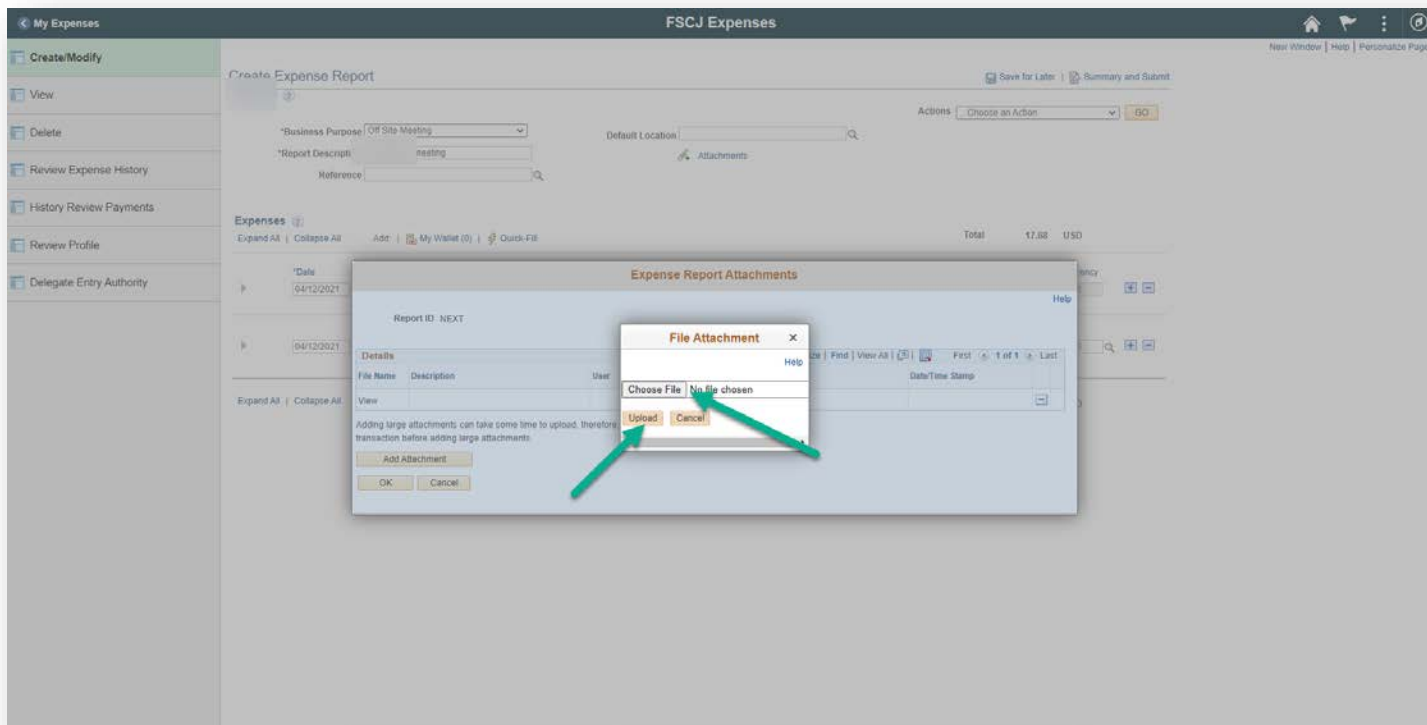 My Expenses
FSCJ Expenses
New Window | Help | Personalize Page
Create/Modify
View
Delete
Review Expense History
History Review Payments
Review Profile
Delegate Entry Authority
Create Expense Report
Save for Later | Summary and Submit
Actions Choose an Action GO
*Business Purpose Off Site Meeting
Default Location
*Report Descripti meeting
Attachments
Reference
Expenses
Expand All | Collapse All Add: | My Wallet (0) | Quick-Fill
Total 17.68 USD
*Date
04/12/2021
04/12/2021
Expand All | Collapse All
Expense Report Attachments
Help
Report ID NEXT
Details
Find | View All | First 1 of 1 Last
File Name Description User Date/Time Stamp
View
Adding large attachments can take some time to upload, therefore
transaction before adding large attachments.
Add Attachment
OK Cancel
File Attachment ×
Help
Choose File No file chosen
Upload Cancel